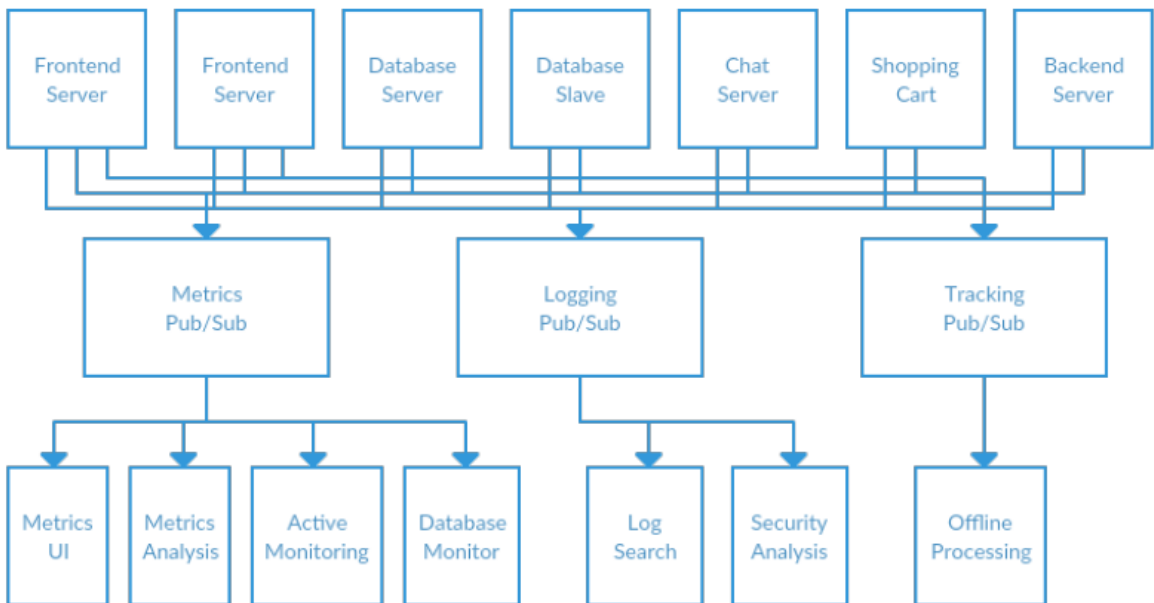 Frontend
Server
Frontend
Server
Database
Server
Database
Slave
Chat
Server
Shopping
Cart
Backend
Server
Metrics
Pub/Sub
Logging
Pub/Sub
Tracking
Pub/Sub
Metrics
UI
Metrics
Analysis
Active
Monitoring
Database
Monitor
Log
Search
Security
Analysis
Offline
Processing